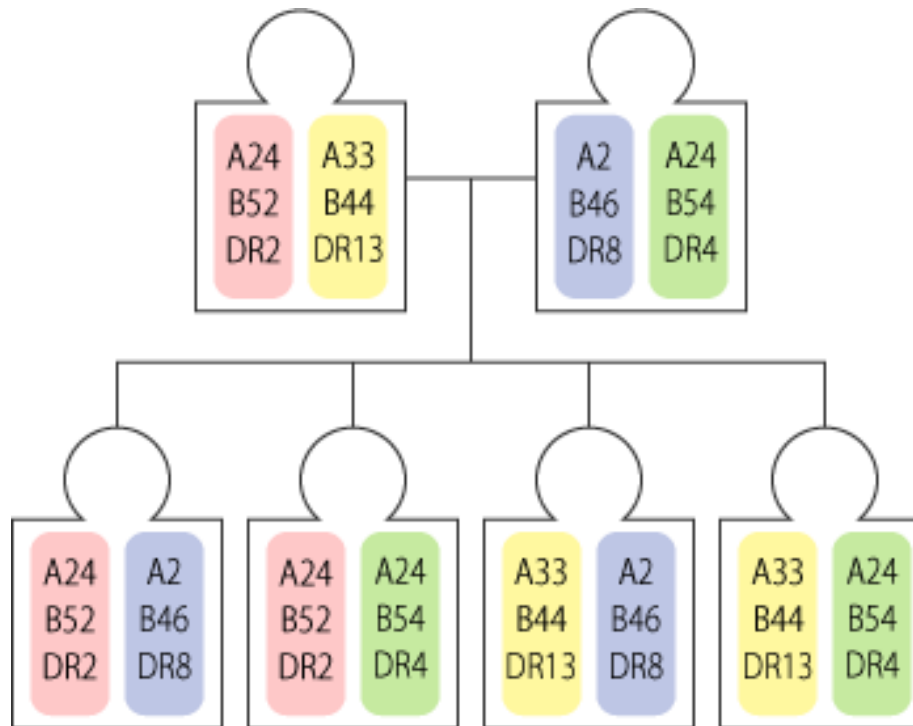 A24 A33 A2 A24
B52 B44 B46 B54
DR2 DR13 DR8 DR4
A24 A2 A24 A24 A33 A2 A33 A24
B52 B46 B52 B54 B44 B46 B44 B54
DR2 DR8 DR2 DR4 DR13 DR8 DR13 DR4